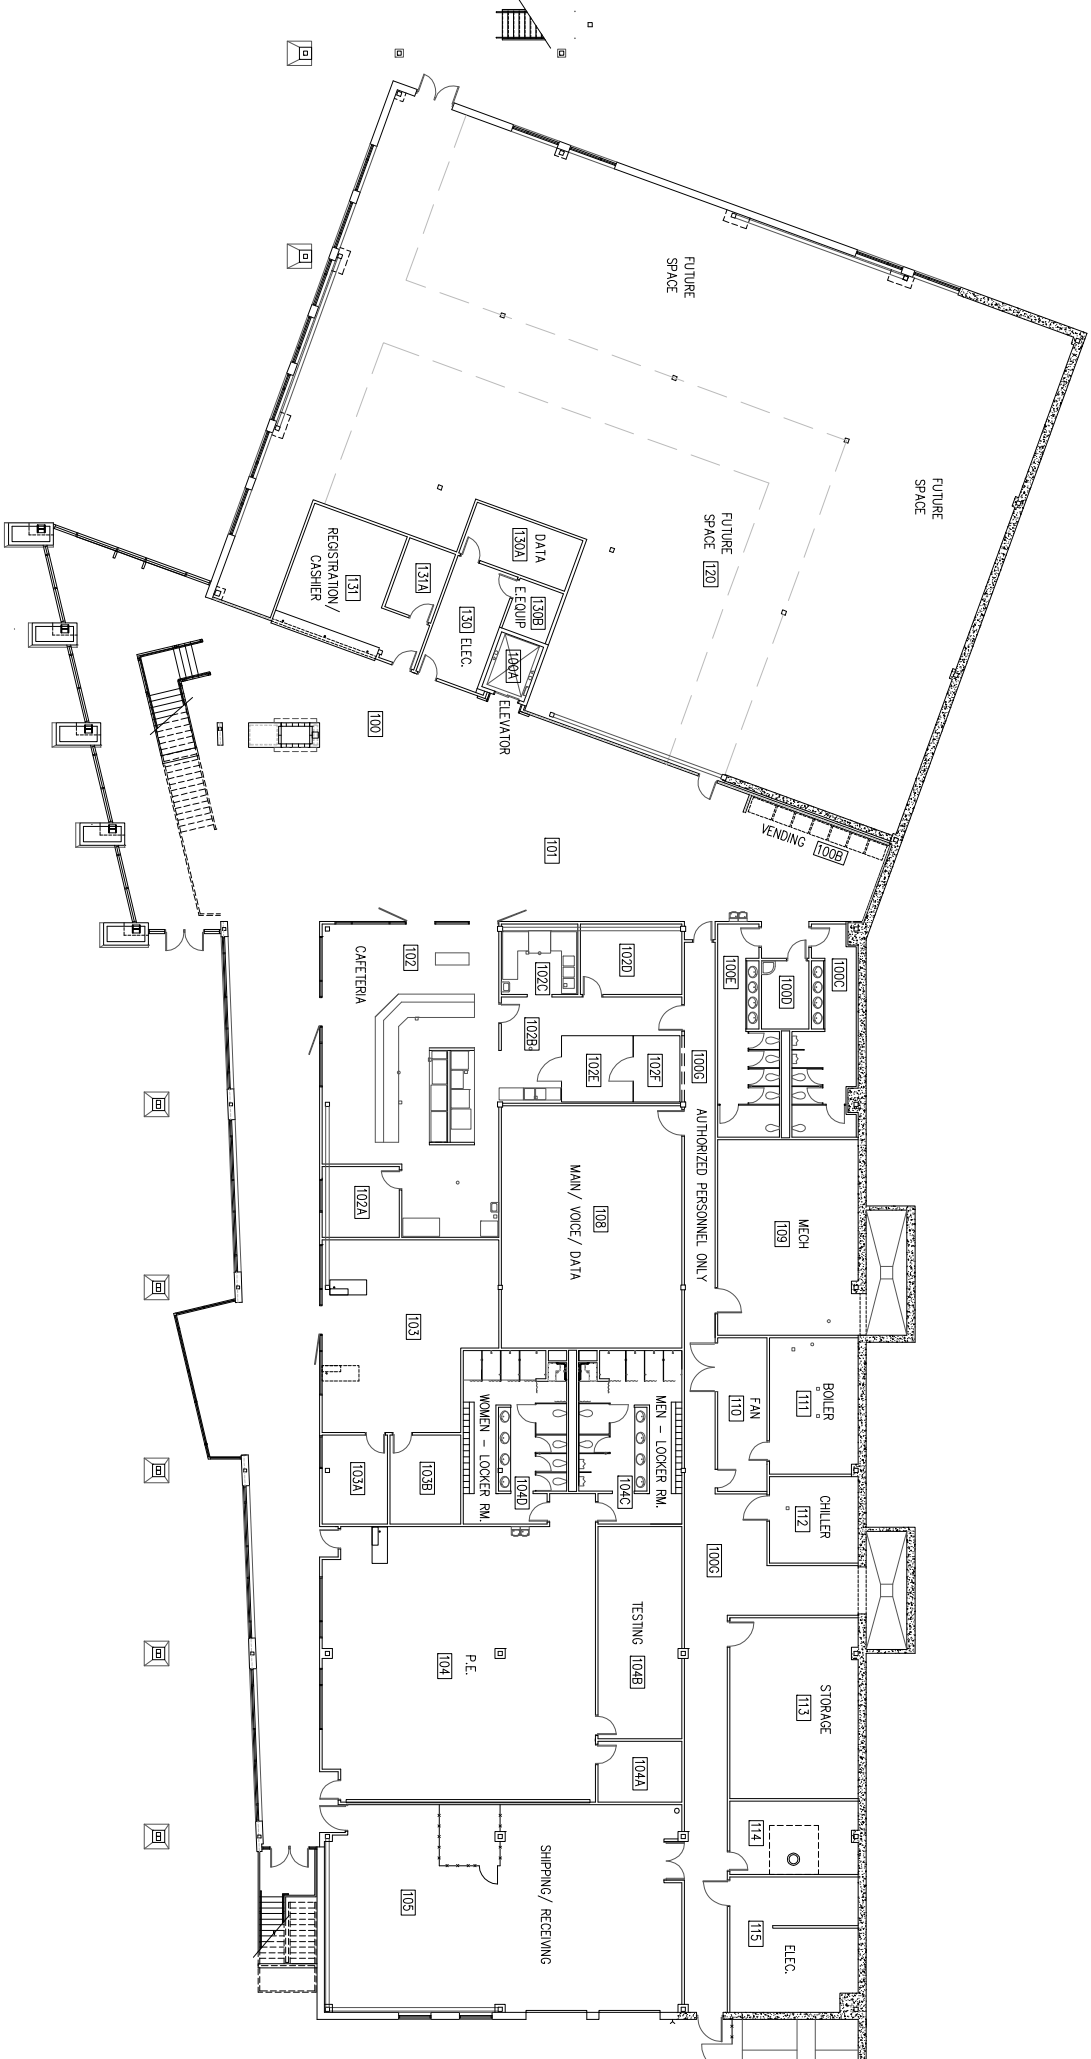 FUTURE
SPACE
FUTURE
SPACE
FUTURE
SPACE 120
DATA
130A
130B
E.EQUIP
130 ELEC.
100A
ELEVATOR
131A
131
REGISTRATION/
CASHIER
100
101
VENDING 100B
100C
100D
100E
102
CAFETERIA
102D
102C
102B
102E
102F
100G
AUTHORIZED PERSONNEL ONLY
102A
108
MAIN/ VOICE/ DATA
MECH
109
103
BOILER
111
FAN
110
MEN - LOCKER RM.
104C
104D
WOMEN - LOCKER RM.
103A
103B
CHILLER
112
100G
TESTING 104B
P.E.
104
STORAGE
113
104A
114
SHIPPING/ RECEIVING
105
115
ELEC.